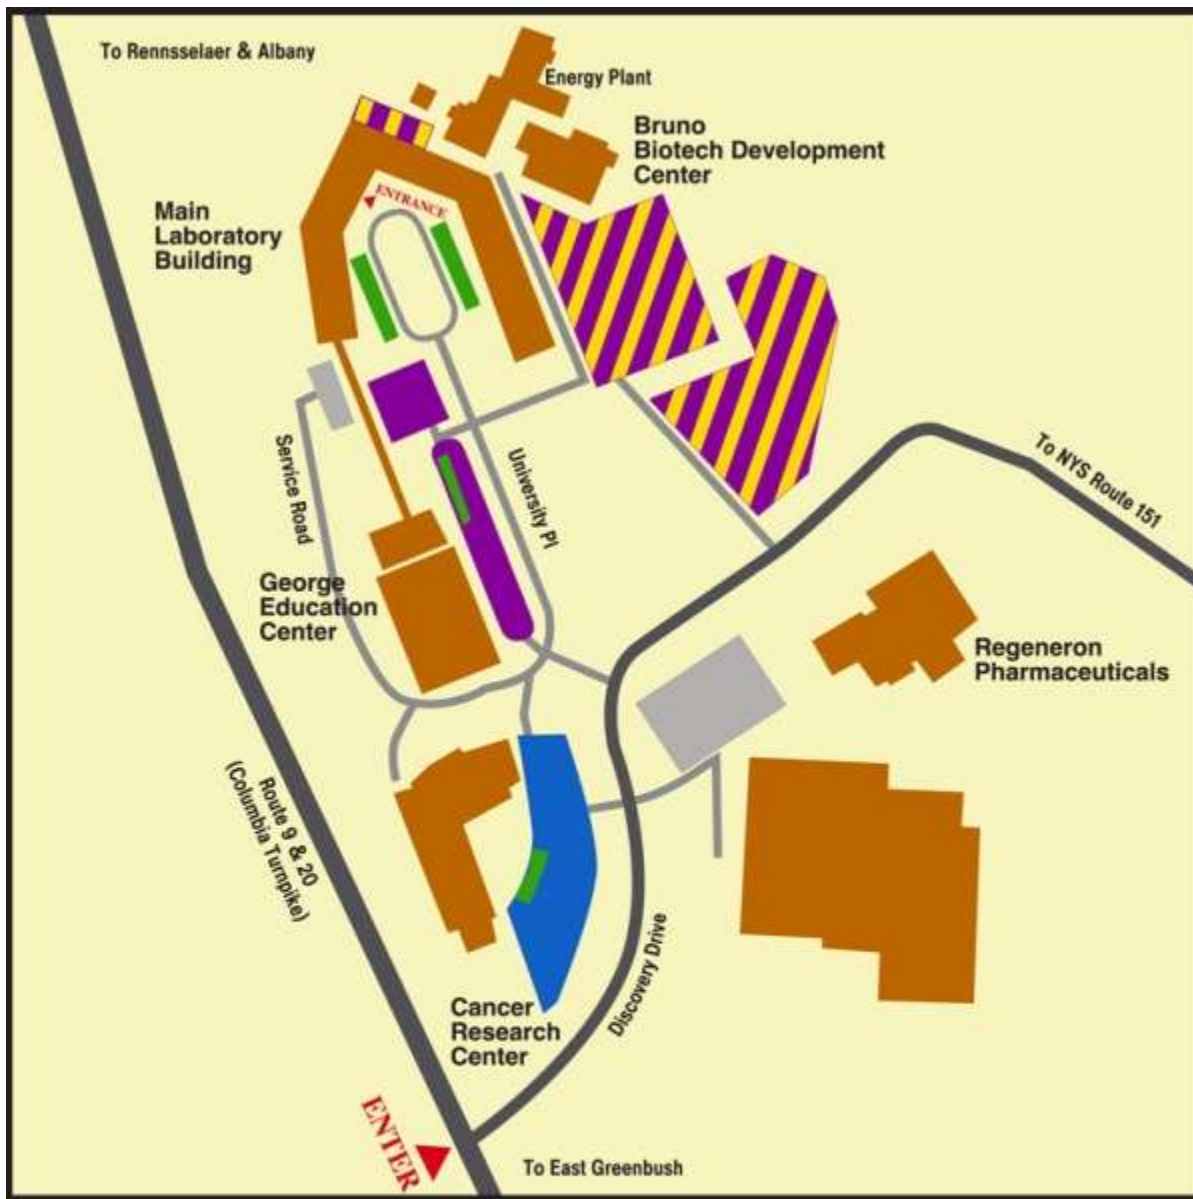 To Rennsselaer & Albany
Energy Plant
Bruno
Biotech Development
Center
ENTRANCE
Main
Laboratory
Building
To NYS Route 151
Service Road
University Pl
George
Education
Center
Regeneron
Pharmaceuticals
Route 9 & 20
(Columbia Turnpike)
Discovery Drive
Cancer
Research
Center
ENTER
To East Greenbush